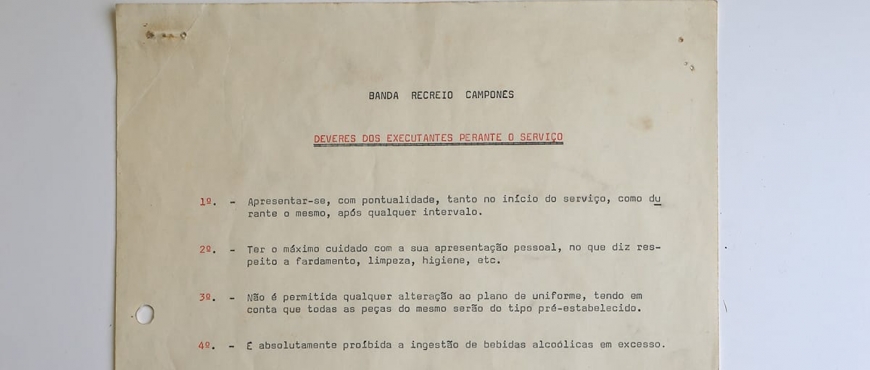 BANDA RECREIO CAMPONÊS
DEVERES DOS EXECUTANTES PERANTE O SERVIÇO
1º. - Apresentar-se, com pontualidade, tanto no início do serviço, como du
rante o mesmo, após qualquer intervalo.
2º. - Ter o máximo cuidado com a sua apresentação pessoal, no que diz res-
peito a fardamento, limpeza, higiene, etc.
3º. - Não é permitida qualquer alteração ao plano de uniforme, tendo em
conta que todas as peças do mesmo serão do tipo pré-estabelecido.
4º. - É absolutamente proíbida a ingestão de bebidas alcoólicas em excesso.